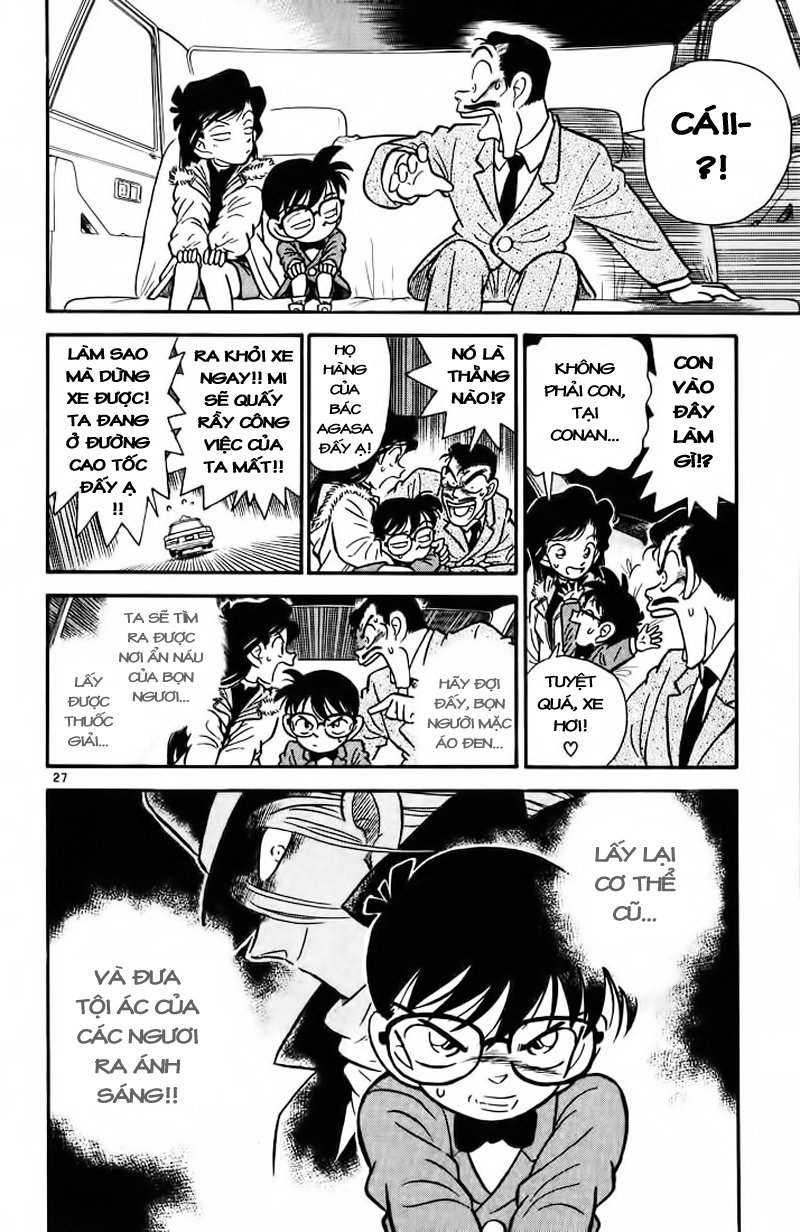 CÁII-
?!
CON
VÀO
ĐÂY
LÀM
GÌ!?
KHÔNG
PHẢI CON,
TẠI
CONAN...
TUYỆT
QUÁ, XE
HƠI!
♡
NÓ LÀ
THẰNG
NÀO!?
HỌ
HÀNG
CỦA
BÁC
AGASA
ĐẤY Ạ!
RA KHỎI XE
NGAY!! MI
SẼ QUẤY
RẦY CÔNG
VIỆC CỦA
TA MẤT!!
LÀM SAO
MÀ DỪNG
XE ĐƯỢC!
TA ĐANG
Ở ĐƯỜNG
CAO TỐC
ĐẤY Ạ
!!
HÃY ĐỢI
ĐẤY, BỌN
NGƯỜI MẶC
ÁO ĐEN...
TA SẼ TÌM
RA ĐƯỢC
NƠI ẨN NÁU
CỦA BỌN
NGƯƠI...
LẤY
ĐƯỢC
THUỐC
GIẢI...
27
LẤY LẠI
CƠ THỂ
CŨ...
VÀ ĐƯA
TỘI ÁC CỦA
CÁC NGƯƠI
RA ÁNH
SÁNG!!